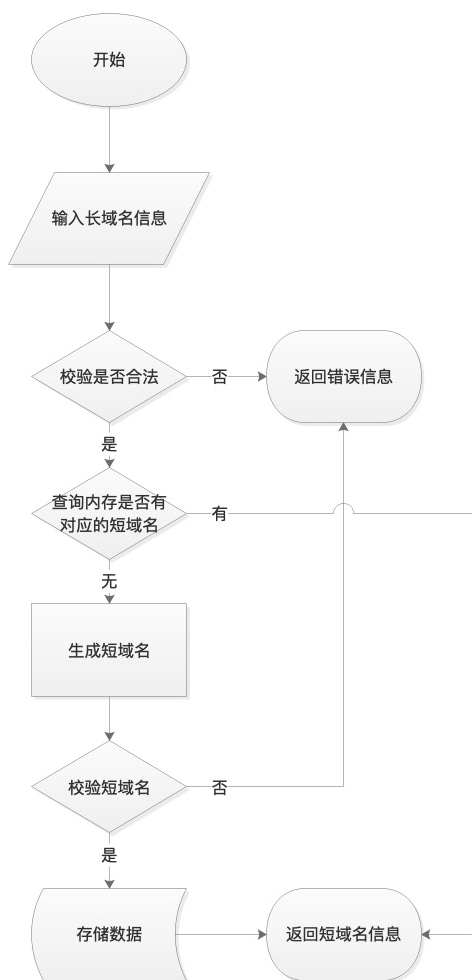 开始
输入长域名信息
校验是否合法
否
返回错误信息
是
查询内存是否有
对应的短域名
有
无
生成短域名
校验短域名
否
是
存储数据
返回短域名信息